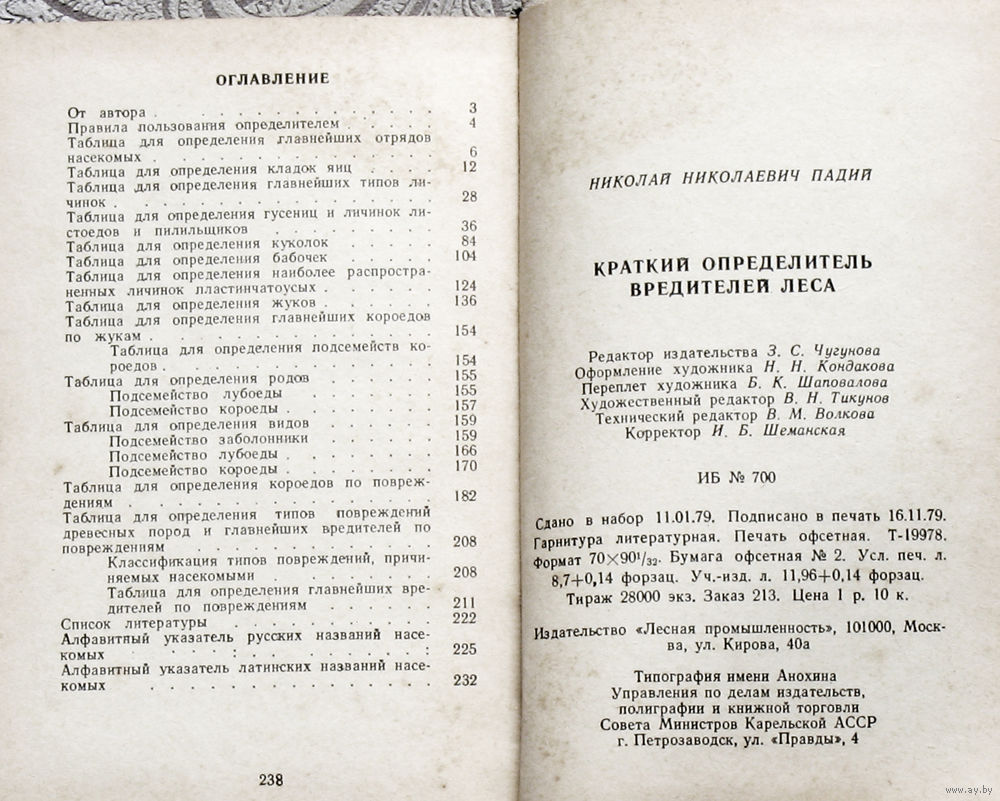 ОГЛАВЛЕНИЕ
От автора . . . . . . . . . . . . 3
Правила пользования определителем . . . . . 4
Таблица для определения главнейших отрядов
насекомых . . . . . . . . . . . . 6
Таблица для определения кладок яиц . . . . 12
Таблица для определения главнейших типов ли-
чинок . . . . . . . . . . . . . . 28
Таблица для определения гусениц и личинок ли-
стоедов и пилильщиков . . . . . . . 36
Таблица для определения куколок . . . . . 84
Таблица для определения бабочек . . . . . 104
Таблица для определения наиболее распростра-
ненных личинок пластинчатоусых . . . . . 124
Таблица для определения жуков . . . . . . 136
Таблица для определения главнейших короедов
по жукам . . . . . . . . . . . . . 154
Таблица для определения подсемейств ко-
роедов . . . . . . . . . . . . 154
Таблица для определения родов . . . . . . 155
Подсемейство лубоеды . . . . . . 155
Подсемейство короеды . . . . . . . 157
Таблица для определения видов . . . . . . 159
Подсемейство заболонники . . . . . 159
Подсемейство лубоеды . . . . . . . 166
Подсемейство короеды . . . . . . . 170
Таблица для определения короедов по повреж-
дениям . . . . . . . . . . . . . . 182
Таблица для определения типов повреждений
древесных пород и главнейших вредителей по
повреждениям . . . . . . . . . . . 208
Классификация типов повреждений, причи-
няемых насекомыми . . . . . . . . 208
Таблица для определения главнейших вре-
дителей по повреждениям . . . . . . 211
Список литературы . . . . . . . . . . 222
Алфавитный указатель русских названий насе-
комых . . . . . . . . . . . . . . 225
Алфавитный указатель латинских названий насе-
комых . . . . . . . . . . . . . . 232
238
НИКОЛАЙ НИКОЛАЕВИЧ ПАДИЙ
КРАТКИЙ ОПРЕДЕЛИТЕЛЬ
ВРЕДИТЕЛЕЙ ЛЕСА
Редактор издательства З. С. Чугунова
Оформление художника Н. Н. Кондакова
Переплет художника Б. К. Шаповалова
Художественный редактор В. Н. Тикунов
Технический редактор В. М. Волкова
Корректор И. Б. Шеманская
ИБ № 700
Сдано в набор 11.01.79. Подписано в печать 16.11.79.
Гарнитура литературная. Печать офсетная. Т-19978.
Формат 70×90¹/₃₂. Бумага офсетная № 2. Усл. печ. л.
8,7+0,14 форзац. Уч.-изд. л. 11,96+0,14 форзац.
Тираж 28000 экз. Заказ 213. Цена 1 р. 10 к.
Издательство «Лесная промышленность», 101000, Моск-
ва, ул. Кирова, 40а
Типография имени Анохина
Управления по делам издательств,
полиграфии и книжной торговли
Совета Министров Карельской АССР
г. Петрозаводск, ул. «Правды», 4
www.ay.by